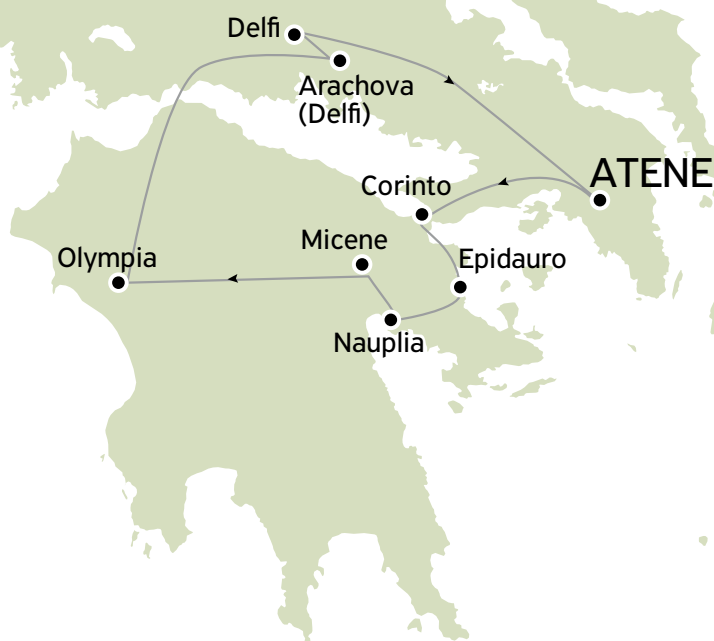 Delfi
Arachova
(Delfi)
ATENE
Corinto
Micene
Epidauro
Olympia
Nauplia